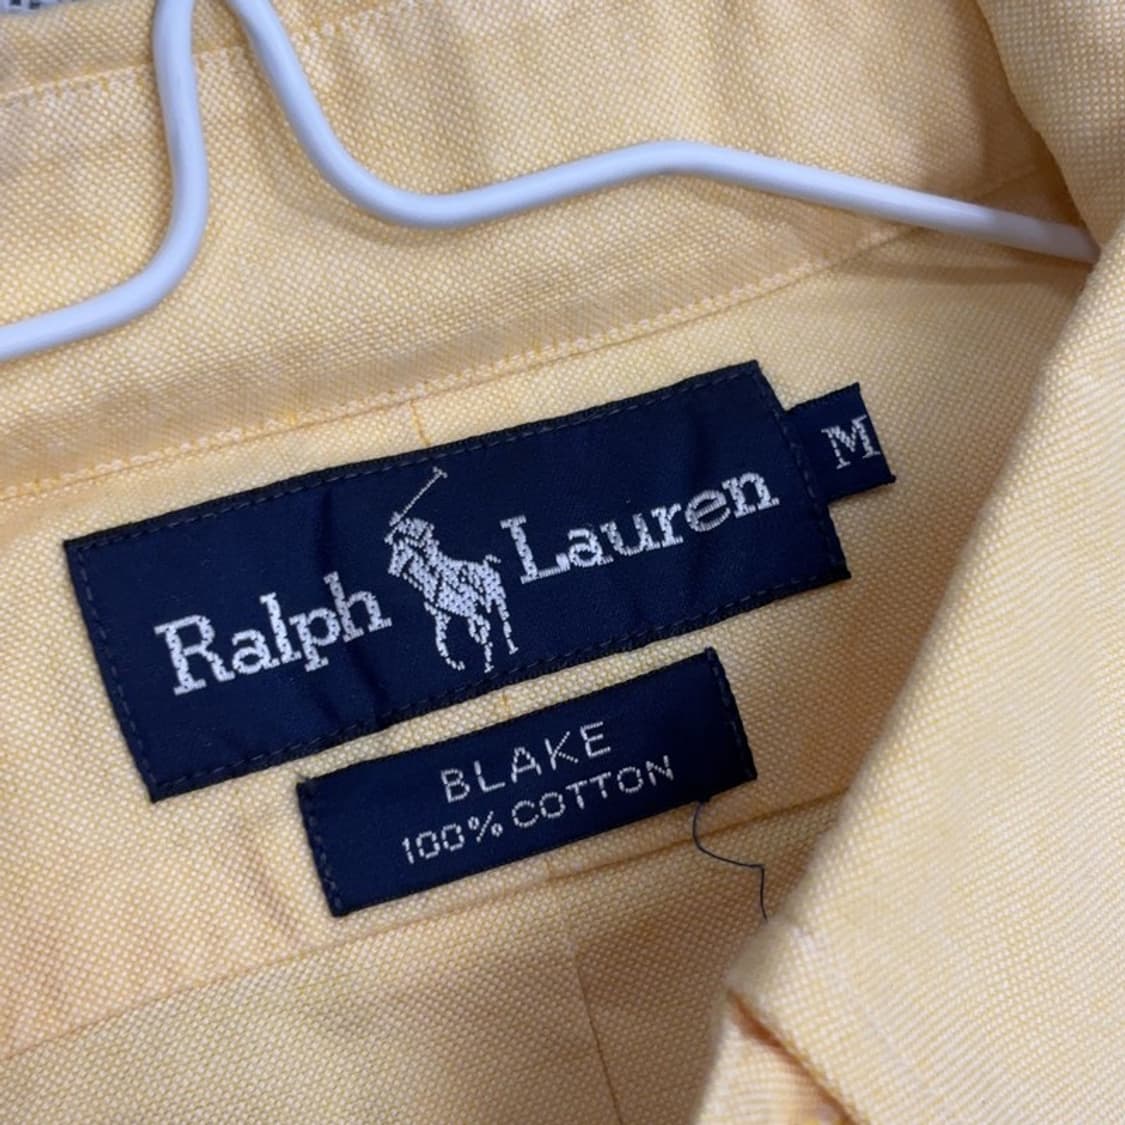 Ralph Lauren
M
BLAKE
100% COTTON